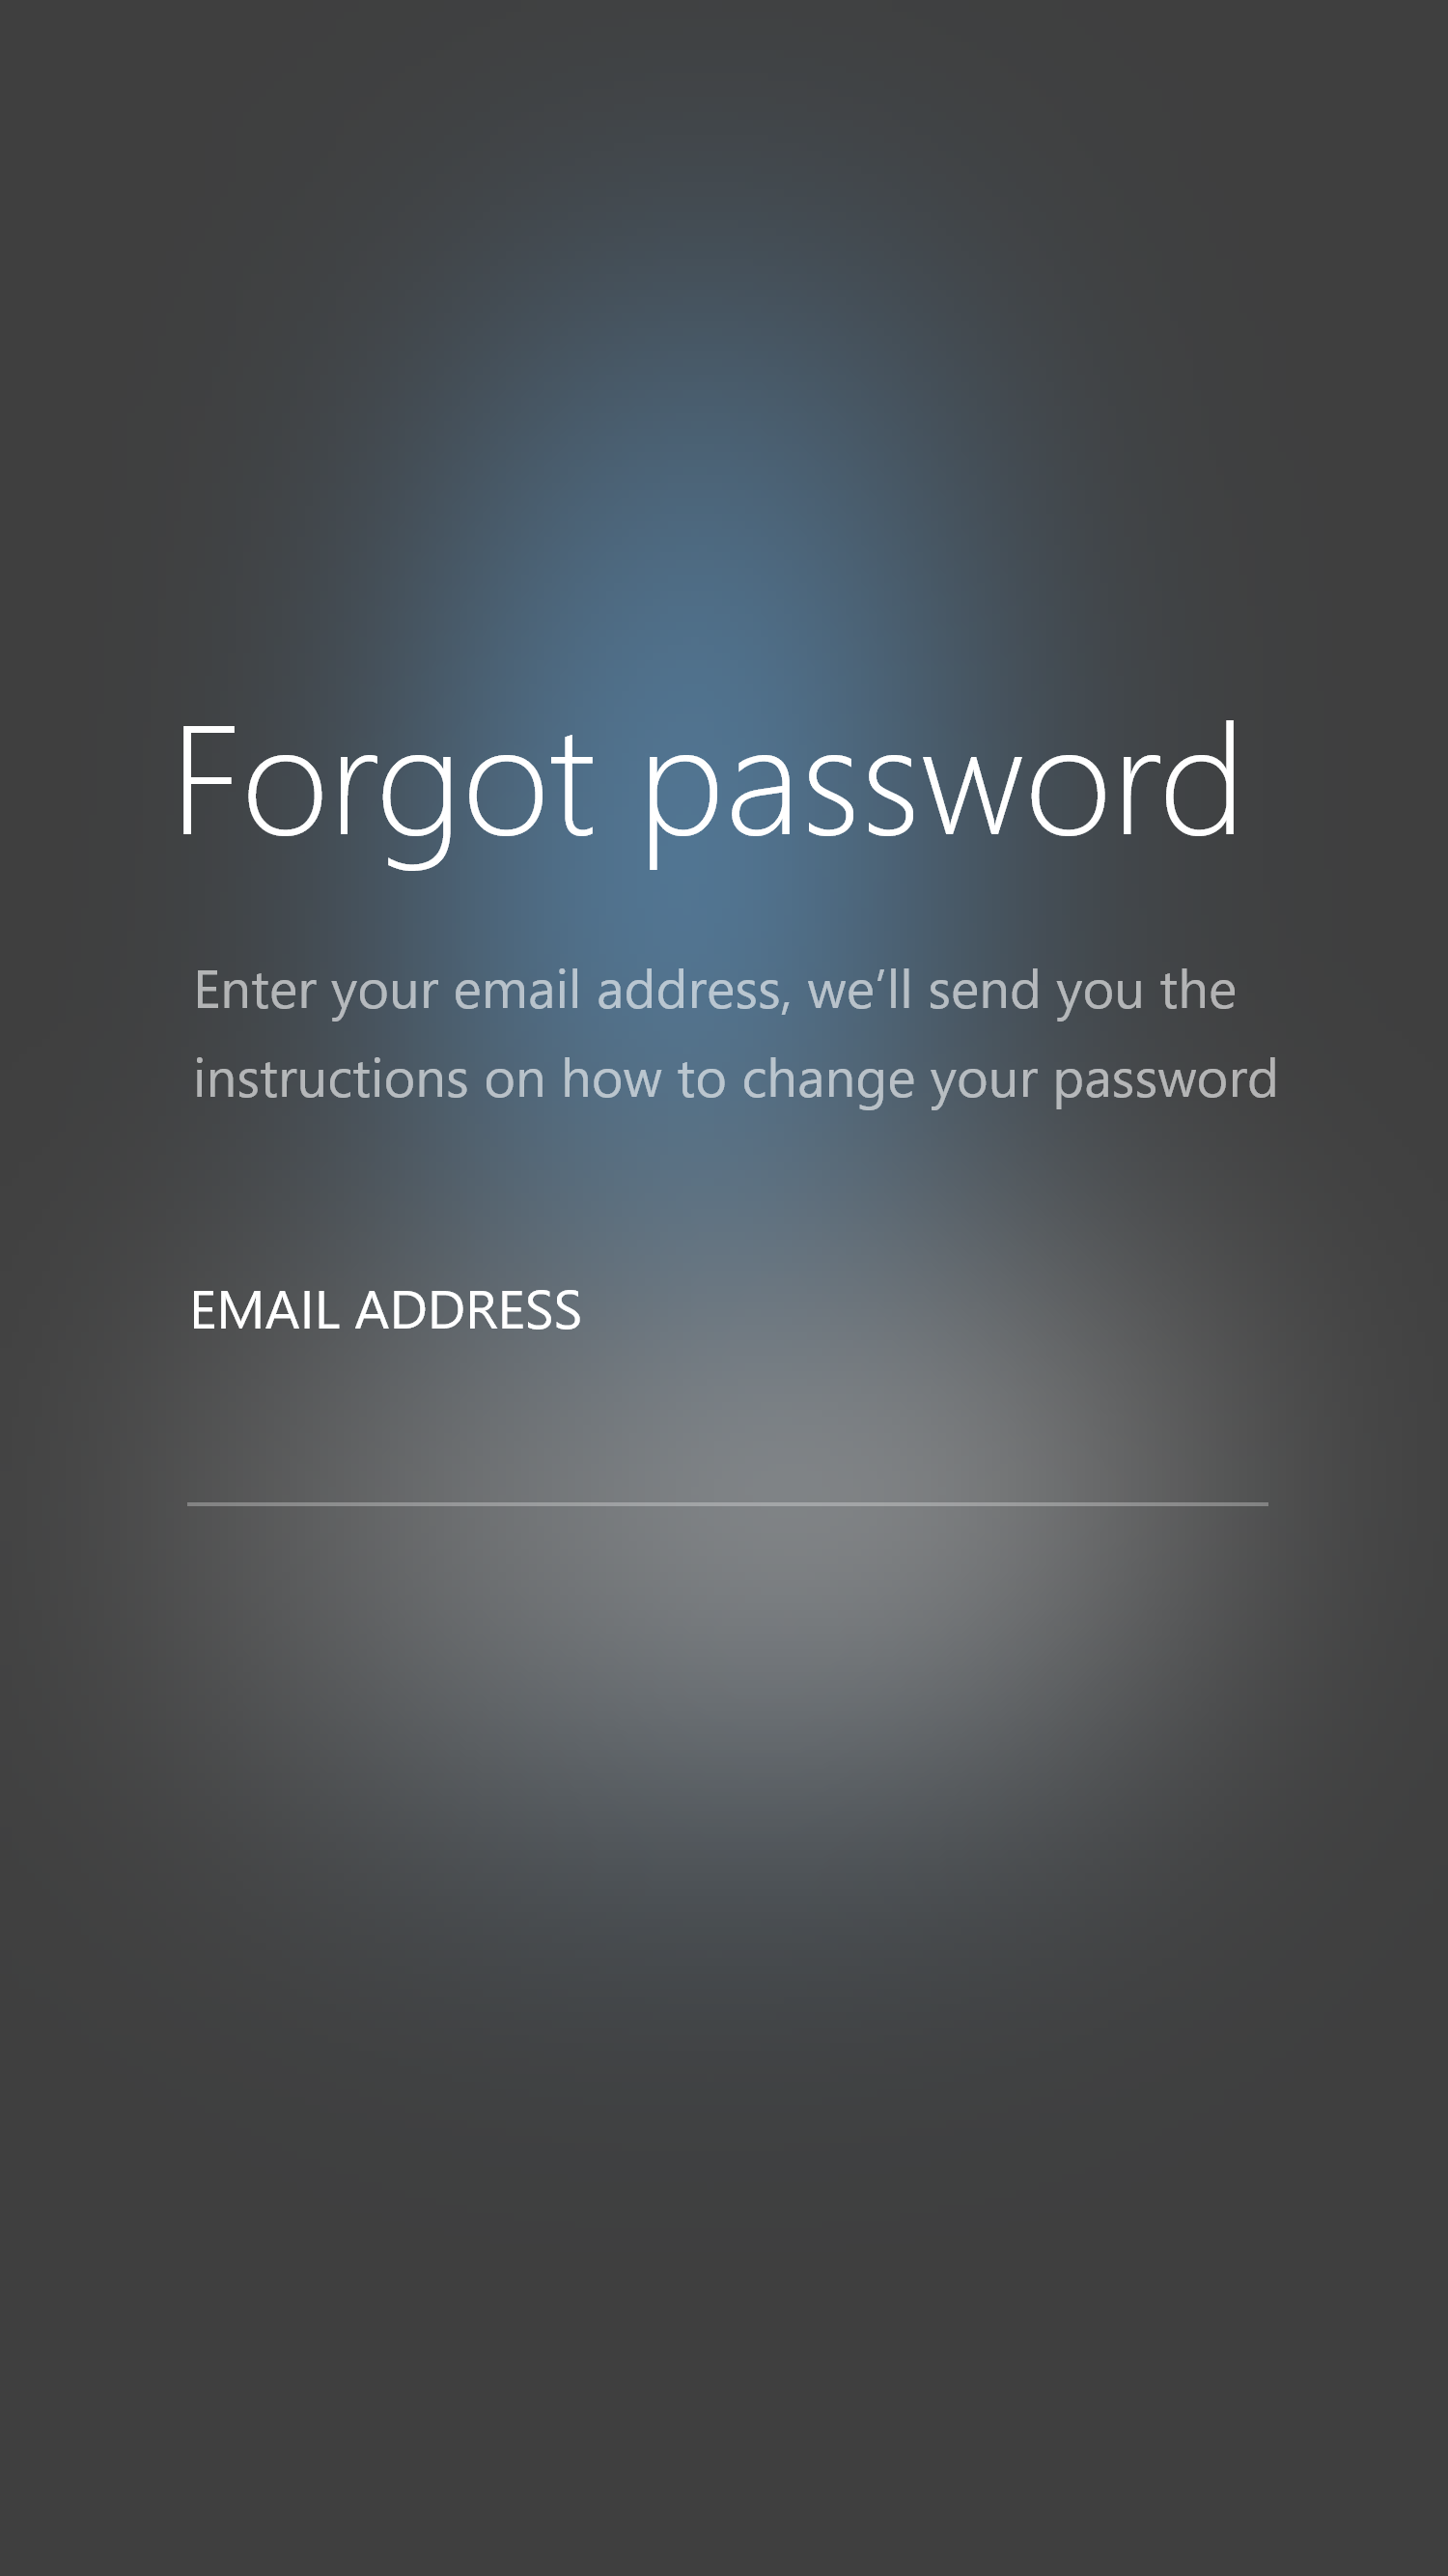 Forgot password
Enter your email address, we’ll send you the
instructions on how to change your password
EMAIL ADDRESS